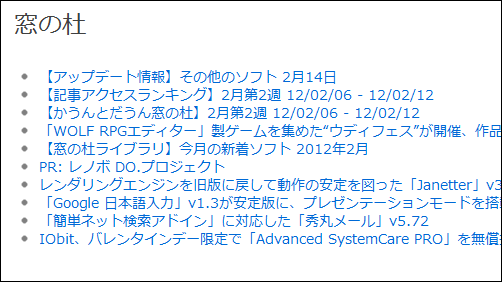 窓の杜
【アップデート情報】その他のソフト 2月14日
【記事アクセスランキング】2月第2週 12/02/06 - 12/02/12
【かうんとだうん窓の杜】2月第2週 12/02/06 - 12/02/12
「WOLF RPGエディター」製ゲームを集めた“ウディフェス”が開催、作品
【窓の杜ライブラリ】今月の新着ソフト 2012年2月
PR: レノボ DO.プロジェクト
レンダリングエンジンを旧版に戻して動作の安定を図った「Janetter」v3
「Google 日本語入力」v1.3が安定版に、プレゼンテーションモードを搭
「簡単ネット検索アドイン」に対応した「秀丸メール」v5.72
IObit、バレンタインデー限定で「Advanced SystemCare PRO」を無償